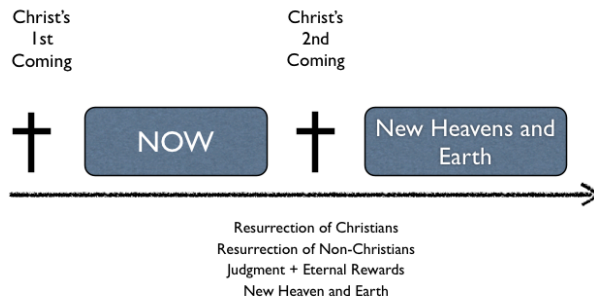 Christ's
1st
Coming
Christ's
2nd
Coming
NOW
New Heavens and
Earth
Resurrection of Christians
Resurrection of Non-Christians
Judgment + Eternal Rewards
New Heaven and Earth